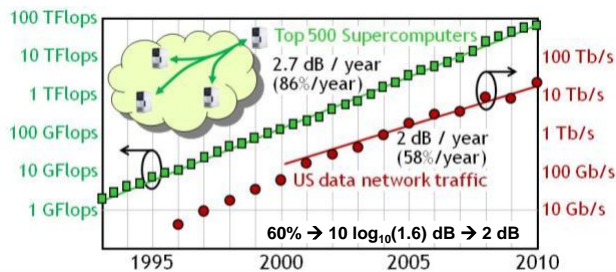 100 TFlops
10 TFlops
1 TFlops
100 GFlops
10 GFlops
1 GFlops
Top 500 Supercomputers
2.7 dB / year
(86%/year)
2 dB / year
(58%/year)
US data network traffic
60% → 10 log₁₀(1.6) dB → 2 dB
100 Tb/s
10 Tb/s
1 Tb/s
100 Gb/s
10 Gb/s
1995
2000
2005
2010